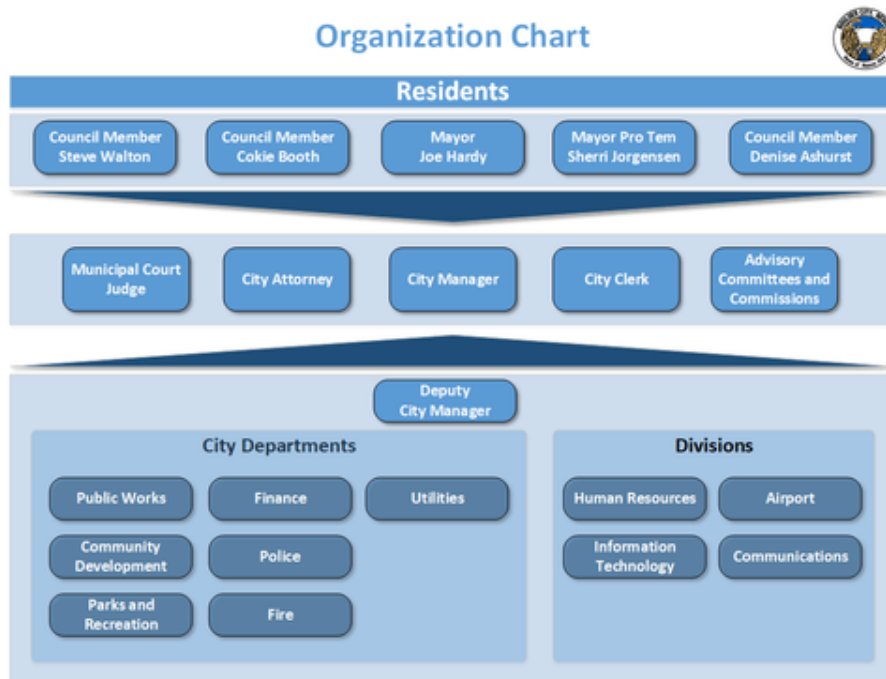 Organization Chart
Residents
Council Member
Steve Walton
Council Member
Cokie Booth
Mayor
Joe Hardy
Mayor Pro Tem
Sherri Jorgensen
Council Member
Denise Ashurst
Municipal Court
Judge
City Attorney
City Manager
City Clerk
Advisory
Committees and
Commissions
Deputy
City Manager
City Departments
Public Works
Finance
Utilities
Community
Development
Police
Parks and
Recreation
Fire
Divisions
Human Resources
Airport
Information
Technology
Communications